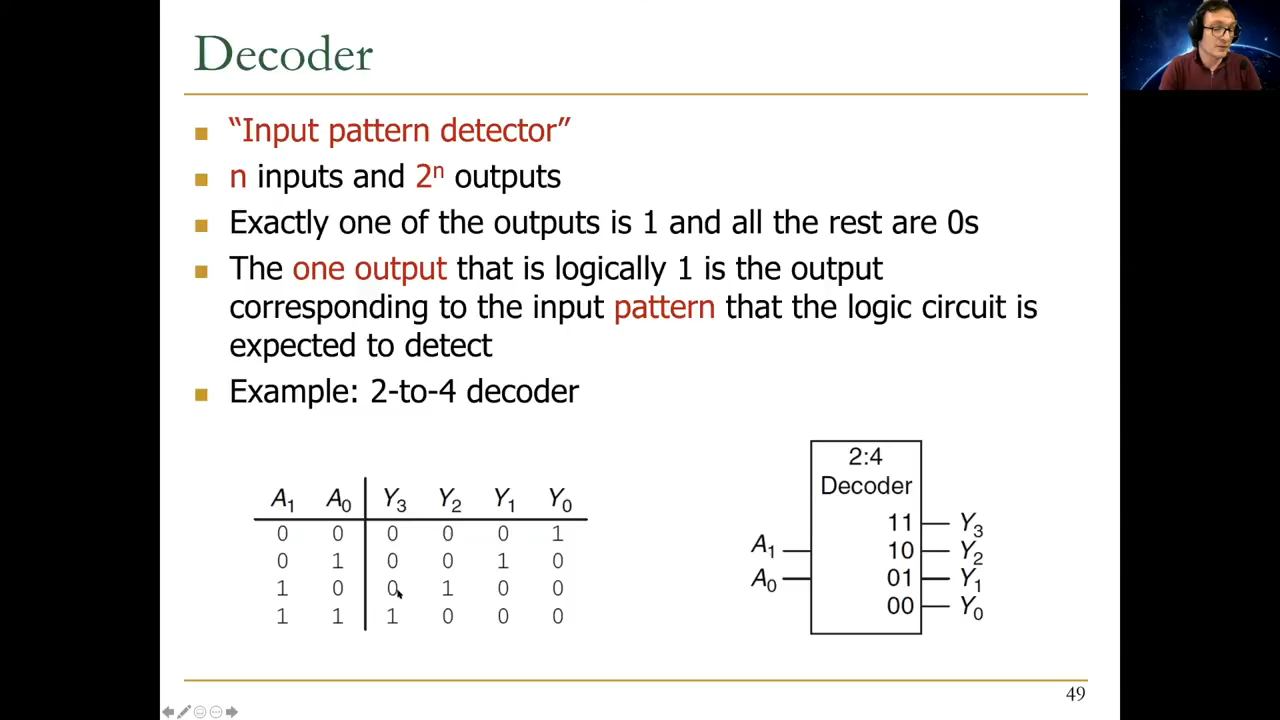 Decoder
“Input pattern detector”
n inputs and 2ⁿ outputs
Exactly one of the outputs is 1 and all the rest are 0s
The one output that is logically 1 is the output
corresponding to the input pattern that the logic circuit is
expected to detect
Example: 2-to-4 decoder
A₁ A₀ Y₃ Y₂ Y₁ Y₀
0 0 0 0 0 1
0 1 0 0 1 0
1 0 0 1 0 0
1 1 1 0 0 0
2:4
Decoder
11 Y₃
A₁ 10 Y₂
A₀ 01 Y₁
00 Y₀
49